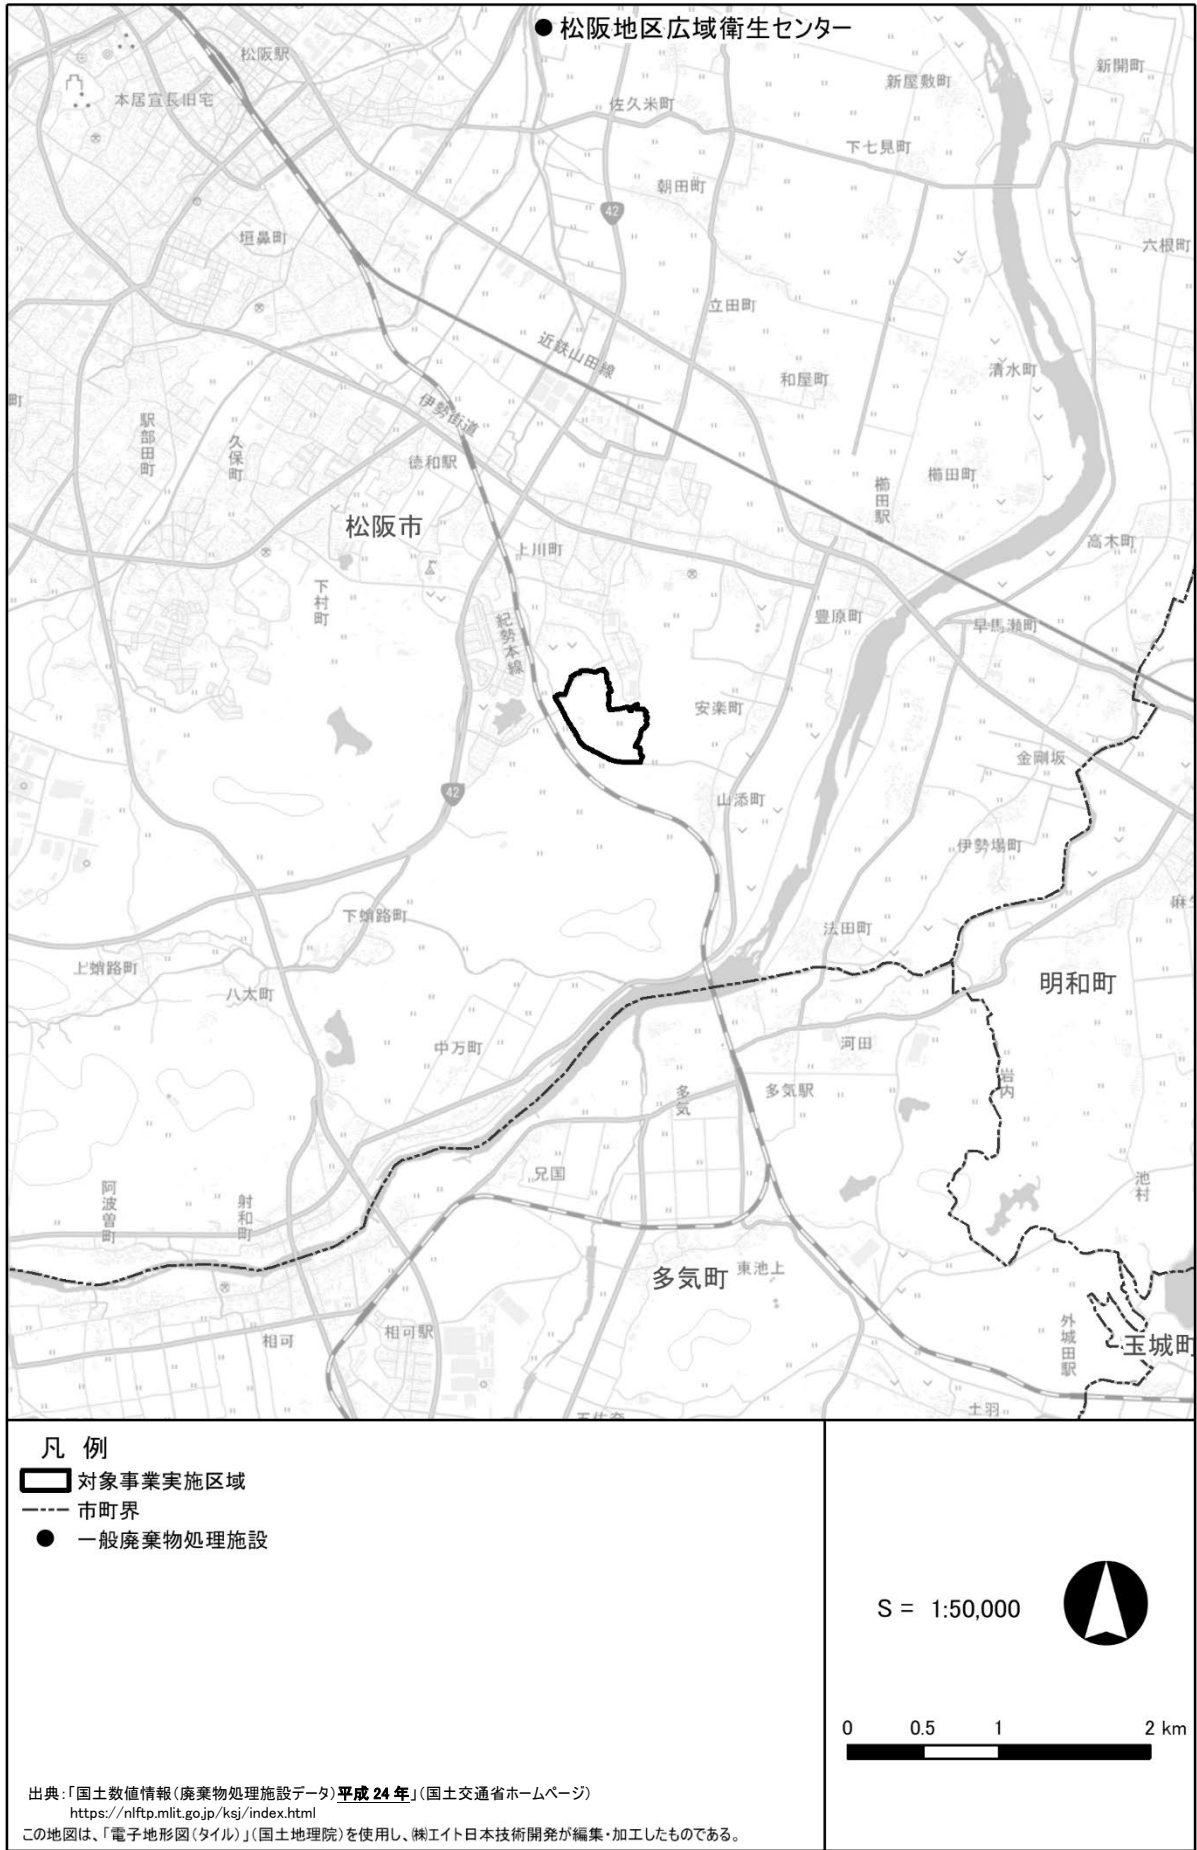 ●松阪地区広域衛生センター
松阪駅
新屋敷町
新開町
本居宣長旧宅
佐久米町
下七見町
朝田町
42
垣鼻町
六根町
立田町
近鉄山田線
清水町
和屋町
町
伊勢街道
駅部田町
久保町
徳和駅
櫛田町
櫛田駅
松阪市
上川町
高木町
下村町
豊原町
早馬瀬町
紀勢本線
安楽町
金剛坂
42
山添町
伊勢場町
下蛸路町
法田町
上蛸路町
八太町
明和町
中万町
河田
岩内
多気
多気駅
兄国
池村
阿波曽町
射和町
東池上
多気町
外城田駅
相可
相可駅
玉城町
土羽
凡 例
対象事業実施区域
市町界
● 一般廃棄物処理施設
S = 1:50,000
0 0.5 1 2 km
出典：「国土数値情報（廃棄物処理施設データ）平成 24 年」（国土交通省ホームページ）
https://nlftp.mlit.go.jp/ksj/index.html
この地図は、「電子地形図（タイル）」（国土地理院）を使用し、㈱エイト日本技術開発が編集・加工したものである。